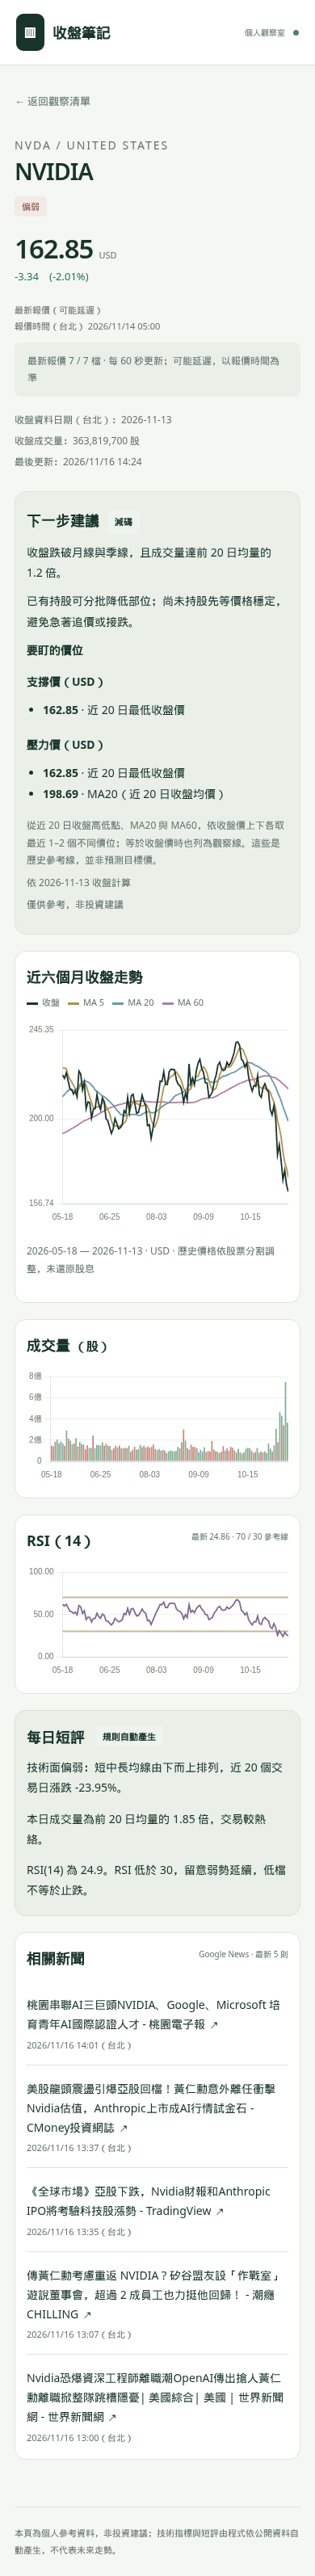 收盤筆記
個人觀察室
← 返回觀察清單
NVDA / UNITED STATES
NVIDIA
偏弱
162.85 USD
-3.34 (-2.01%)
最新報價（可能延遲）
報價時間（台北）2026/11/14 05:00
最新報價 7 / 7 檔 · 每 60 秒更新；可能延遲，以報價時間為
準
收盤資料日期（台北）：2026-11-13
收盤成交量：363,819,700 股
最後更新：2026/11/16 14:24
下一步建議 減碼
收盤跌破月線與季線，且成交量達前 20 日均量的
1.2 倍。
已有持股可分批降低部位；尚未持股先等價格穩定，
避免急著追價或接跌。
要盯的價位
支撐價（USD）
• 162.85 · 近 20 日最低收盤價
壓力價（USD）
• 162.85 · 近 20 日最低收盤價
• 198.69 · MA20（近 20 日收盤均價）
從近 20 日收盤高低點、MA20 與 MA60，依收盤價上下各取
最近 1–2 個不同價位；等於收盤價時也列為觀察線。這些是
歷史參考線，並非預測目標價。
依 2026-11-13 收盤計算
僅供參考，非投資建議
近六個月收盤走勢
收盤 MA 5 MA 20 MA 60
245.35
200.00
156.74
05-18 06-25 08-03 09-09 10-15
2026-05-18 — 2026-11-13 · USD · 歷史價格依股票分割調
整，未還原股息
成交量（股）
8億
6億
4億
2億
0
05-18 06-25 08-03 09-09 10-15
RSI（14）
最新 24.86 · 70 / 30 參考線
100.00
50.00
0.00
05-18 06-25 08-03 09-09 10-15
每日短評 規則自動產生
技術面偏弱：短中長均線由下而上排列，近 20 個交
易日漲跌 -23.95%。
本日成交量為前 20 日均量的 1.85 倍，交易較熱
絡。
RSI(14) 為 24.9。RSI 低於 30，留意弱勢延續，低檔
不等於止跌。
相關新聞
Google News · 最新 5 則
桃園串聯AI三巨頭NVIDIA、Google、Microsoft 培
育青年AI國際認證人才 - 桃園電子報 ↗
2026/11/16 14:01（台北）
美股龍頭震盪引爆亞股回檔！黃仁勳意外離任衝擊
Nvidia估值，Anthropic上市成AI行情試金石 -
CMoney投資網誌 ↗
2026/11/16 13:37（台北）
《全球市場》亞股下跌，Nvidia財報和Anthropic
IPO將考驗科技股漲勢 - TradingView ↗
2026/11/16 13:35（台北）
傳黃仁勳考慮重返 NVIDIA？矽谷盟友設「作戰室」
遊說董事會，超過 2 成員工也力挺他回歸！ - 潮癮
CHILLING ↗
2026/11/16 13:07（台北）
Nvidia恐爆資深工程師離職潮OpenAI傳出搶人黃仁
勳離職掀整隊跳槽隱憂| 美國綜合| 美國 | 世界新聞
網 - 世界新聞網 ↗
2026/11/16 13:00（台北）
本頁為個人參考資料，非投資建議；技術指標與短評由程式依公開資料自
動產生，不代表未來走勢。